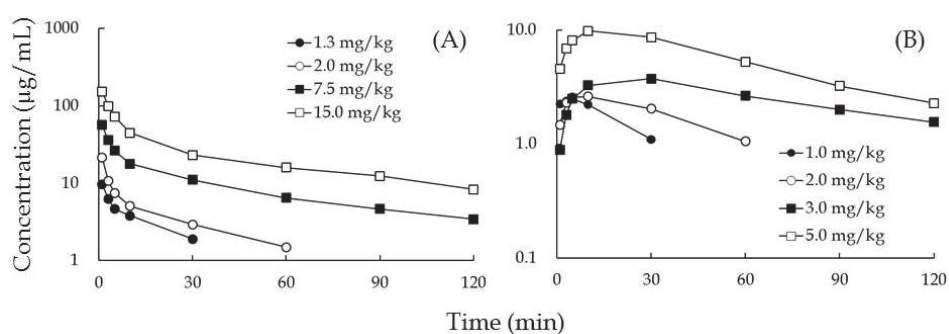 Concentration (µg/mL)
1000
100
10
1
0
30
60
90
120
(A)
1.3 mg/kg
2.0 mg/kg
7.5 mg/kg
15.0 mg/kg
10.0
1.0
0.1
0
30
60
90
120
(B)
1.0 mg/kg
2.0 mg/kg
3.0 mg/kg
5.0 mg/kg
Time (min)